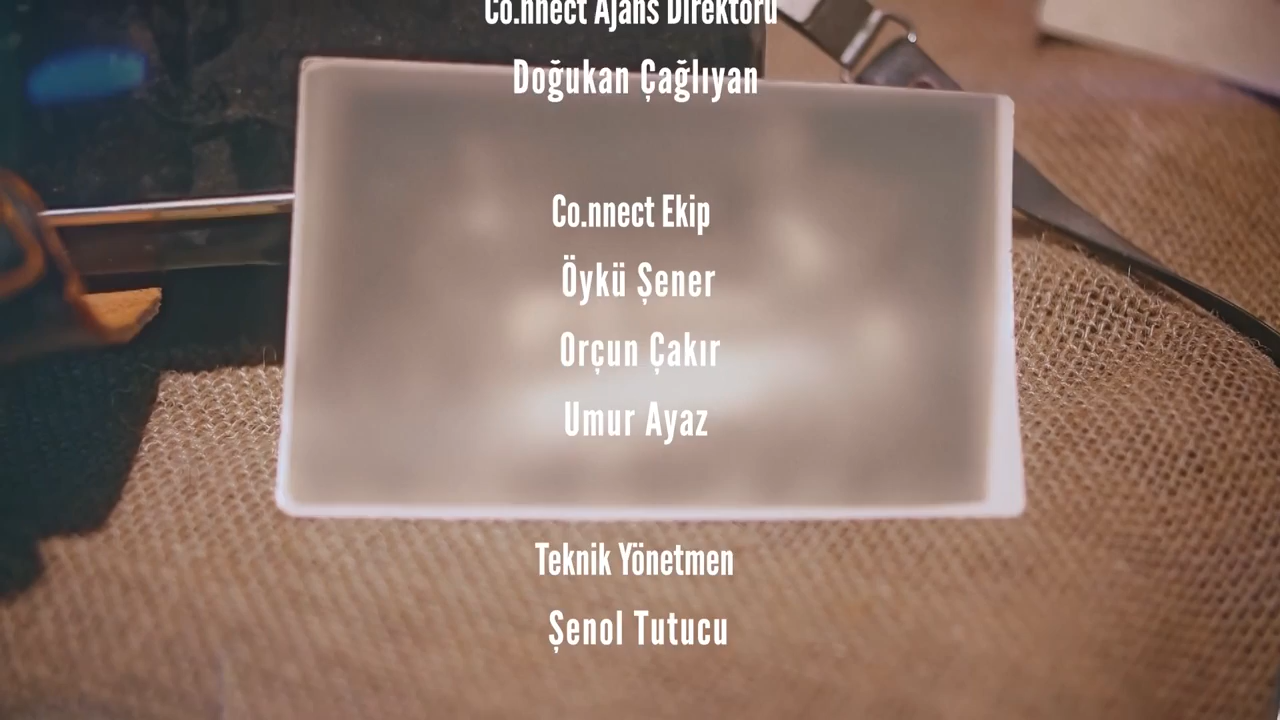 Co.nnect Ajans Direktörü
Doğukan Çağlıyan
Co.nnect Ekip
Öykü Şener
Orçun Çakır
Umur Ayaz
Teknik Yönetmen
Şenol Tutucu